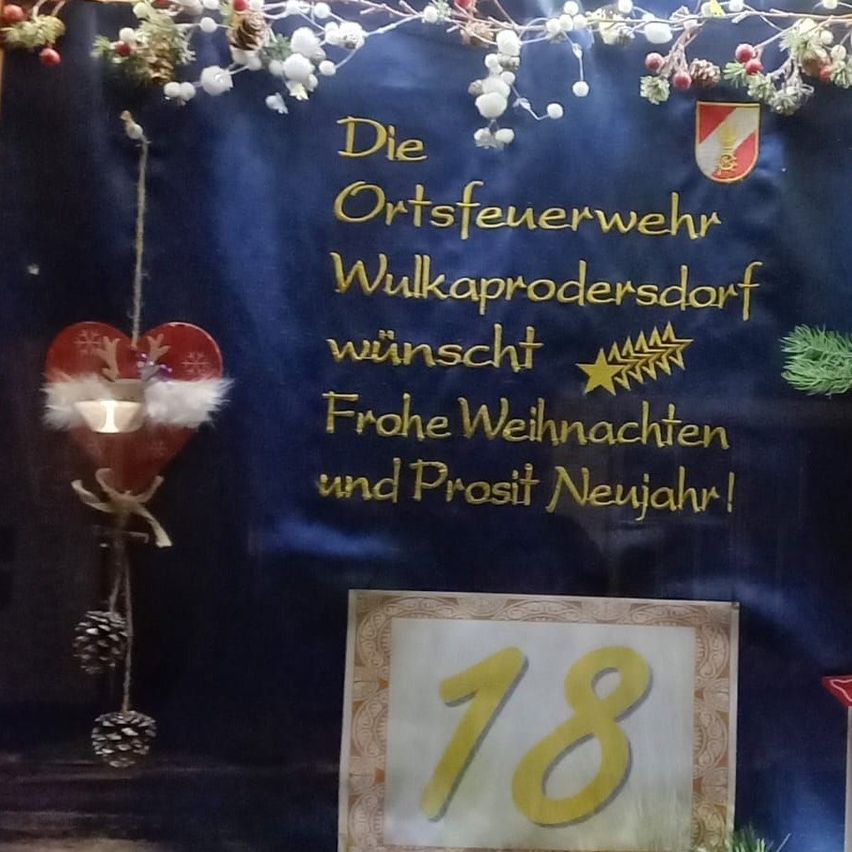 Die
Ortsfeuerwehr
Wulkaprodersdorf
wünscht
Frohe Weihnachten
und Prosit Neujahr!
18